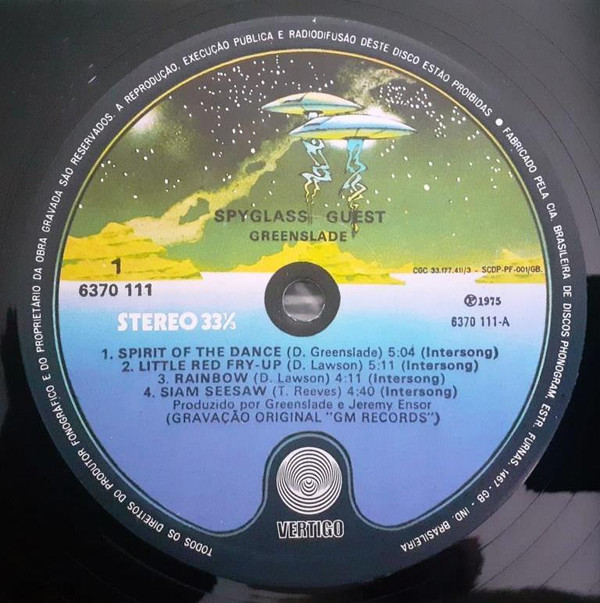 TODOS OS DIREITOS DO PRODUTOR FONOGRÁFICO E DO PROPRIETÁRIO DA OBRA GRAVADA SÃO RESERVADOS. A REPRODUÇÃO, EXECUÇÃO PÚBLICA E RADIODIFUSÃO DÊSTE DISCO ESTÃO PROIBIDAS ● FABRICADO PELA CIA. BRASILEIRA DE DISCOS PHONOGRAM, ESTR. FURNAS, 1467 - GB - IND. BRASILEIRA
SPYGLASS GUEST
GREENSLADE
1
6370 111
CGC 33.177.411/3 - SCDP-PF-001/GB.
STEREO 33⅓
Ⓟ1975
6370 111-A
1. SPIRIT OF THE DANCE (D. Greenslade) 5:04 (Intersong)
2. LITTLE RED FRY-UP (D. Lawson) 5:11 (Intersong)
3. RAINBOW (D. Lawson) 4:11 (Intersong)
4. SIAM SEESAW (T. Reeves) 4:40 (Intersong)
Produzido por Greenslade e Jeremy Ensor
(GRAVAÇÃO ORIGINAL "GM RECORDS")
VERTIGO